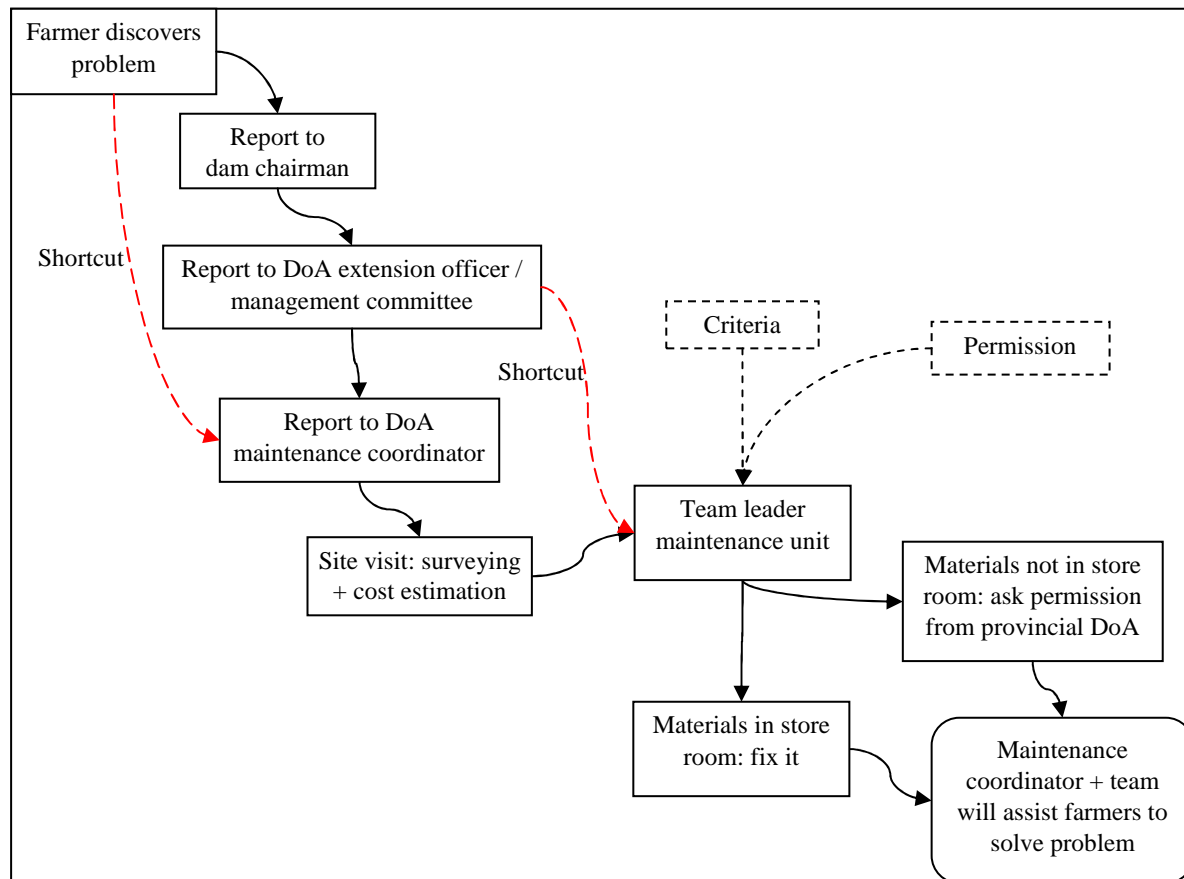 Farmer discovers
problem
Report to
dam chairman
Shortcut
Report to DoA extension officer /
management committee
Criteria
Permission
Shortcut
Report to DoA
maintenance coordinator
Team leader
maintenance unit
Site visit: surveying
+ cost estimation
Materials not in store
room: ask permission
from provincial DoA
Materials in store
room: fix it
Maintenance
coordinator + team
will assist farmers to
solve problem